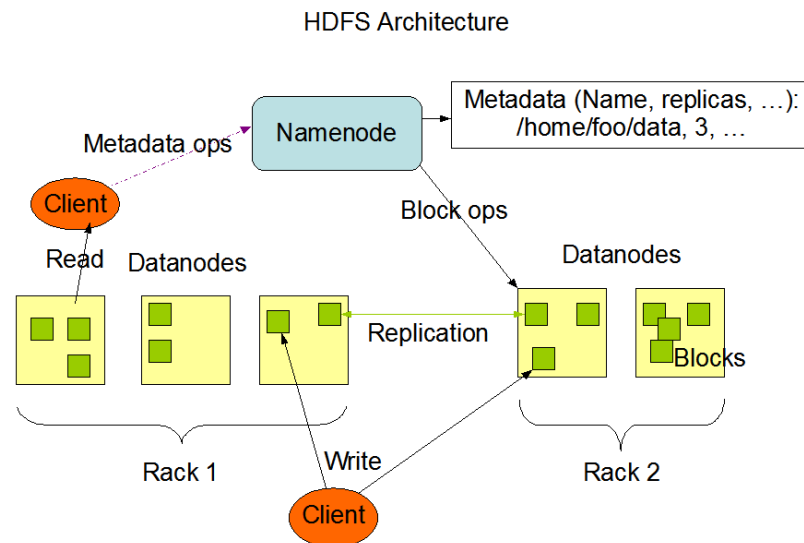 HDFS Architecture
Metadata (Name, replicas, …):
/home/foo/data, 3, …
Namenode
Metadata ops
Client
Block ops
Read
Datanodes
Datanodes
Replication
Blocks
Rack 1
Write
Rack 2
Client